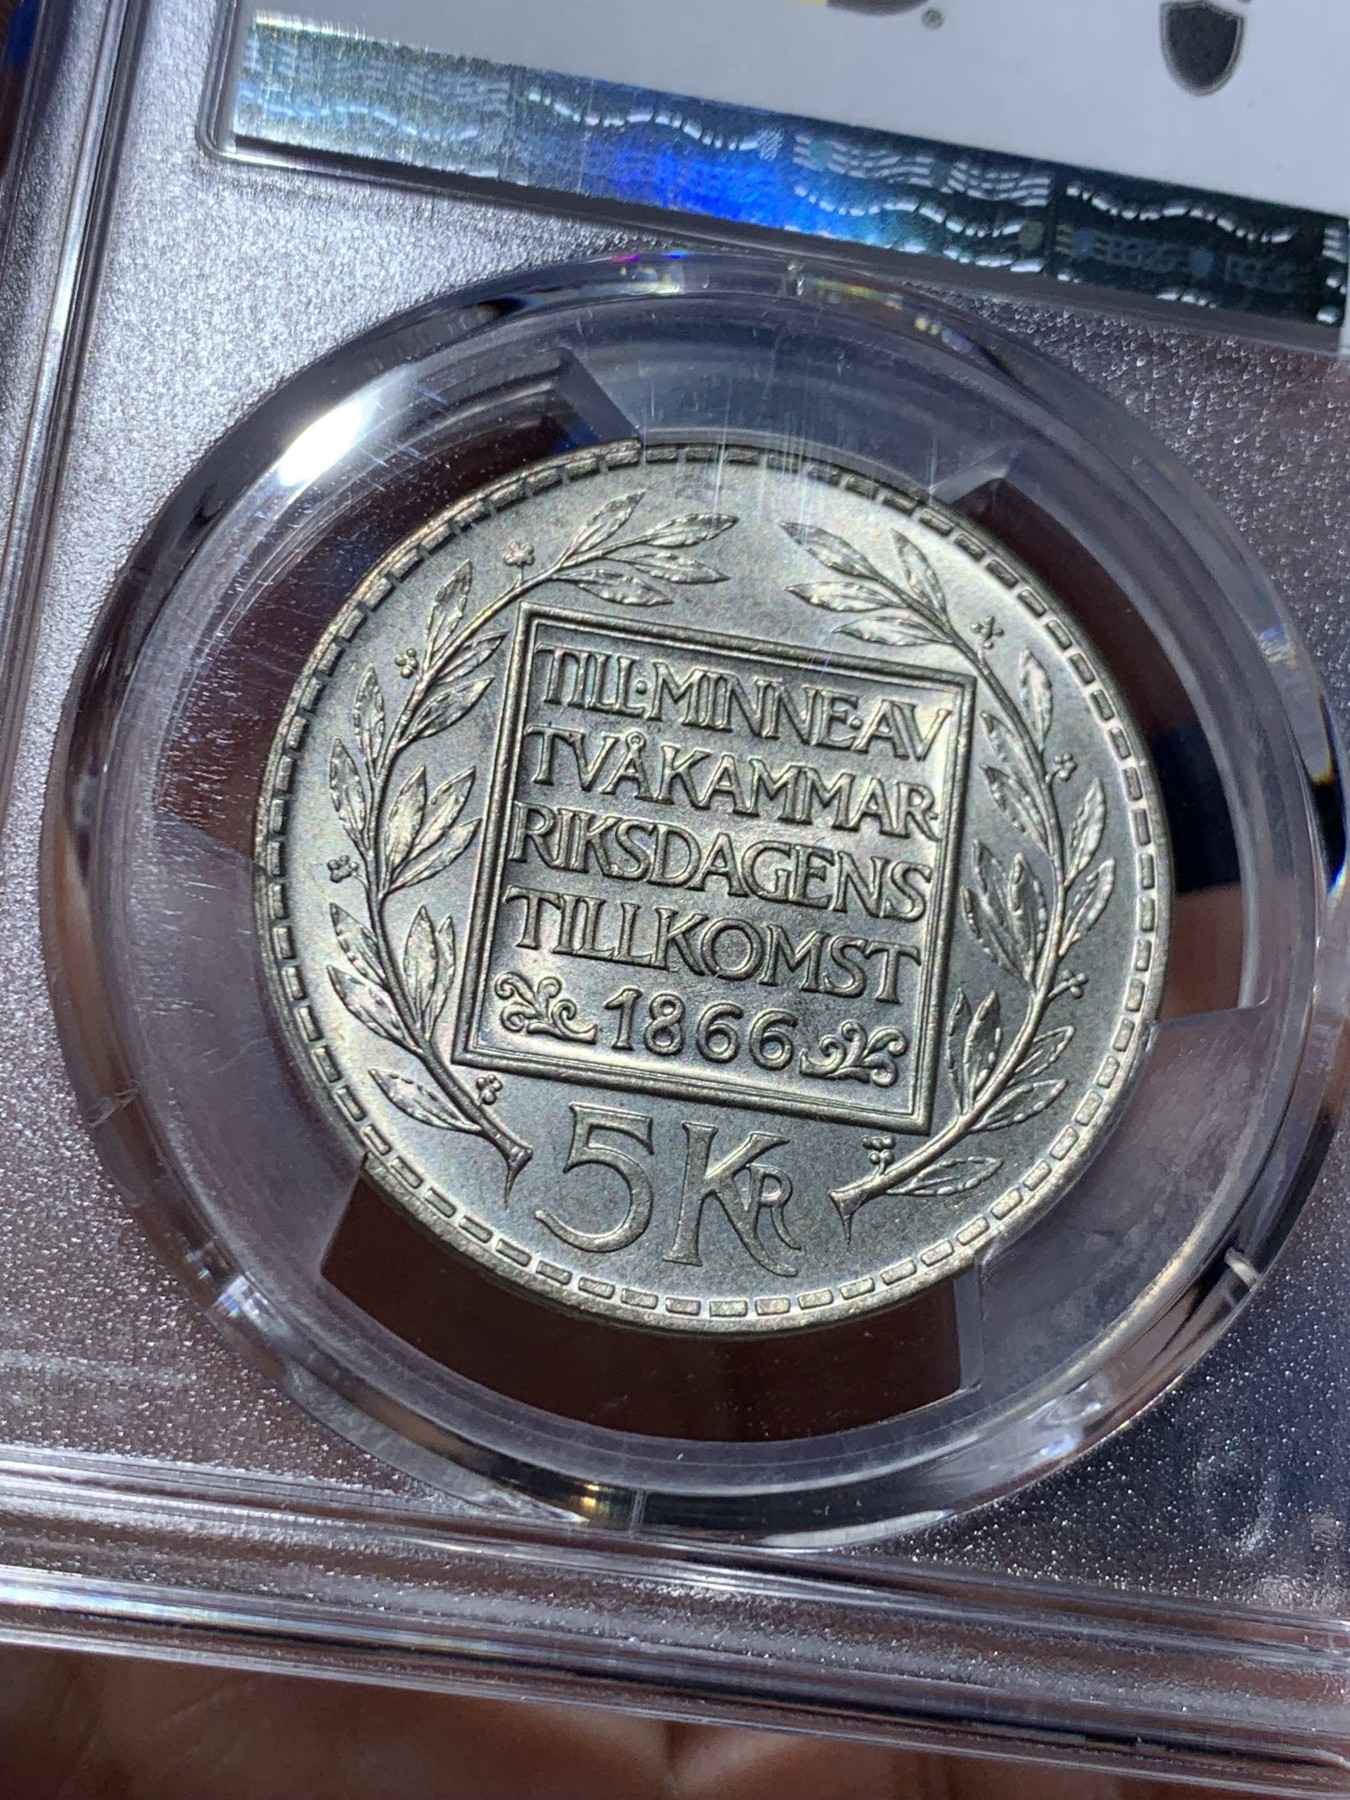 TILL·MINNE·AV
TVÅKAMMAR·
RIKSDAGENS
TILLKOMST
1866
5 KR